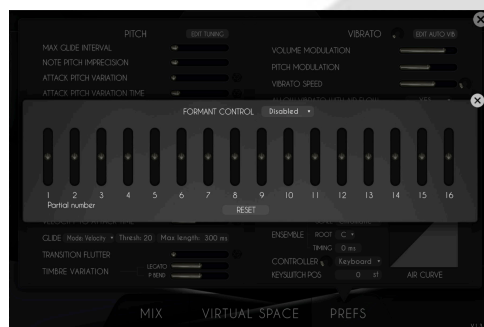 PITCH
EDIT TUNING
VIBRATO
EDIT AUTO VIB
MAX GLIDE INTERVAL
VOLUME MODULATION
NOTE PITCH IMPRECISION
PITCH MODULATION
ATTACK PITCH VARIATION
VIBRATO SPEED
ATTACK PITCH VARIATION TIME
FORMANT CONTROL Disabled
1 2 3 4 5 6 7 8 9 10 11 12 13 14 15 16
Partial number
RESET
GLIDE Mode: Velocity Thresh: 20 Max length: 300 ms
ENSEMBLE ROOT C
TIMING 0 ms
TRANSITION FLUTTER
CONTROLLER Keyboard
TIMBRE VARIATION LEGATO
P BEND
KEYSWITCH POS 0 st AIR CURVE
MIX VIRTUAL SPACE PREFS